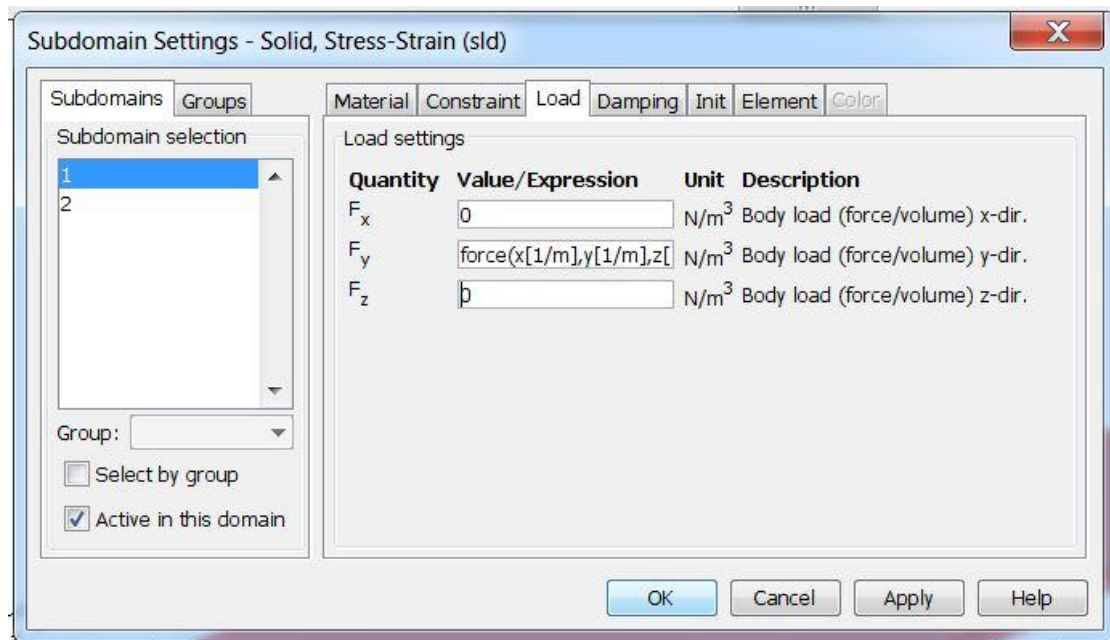 Subdomain Settings - Solid, Stress-Strain (sld)
Subdomains Groups
Material Constraint Load Damping Init Element Color
Subdomain selection
Load settings
1
2
Quantity Value/Expression Unit Description
Fx 0 N/m³ Body load (force/volume) x-dir.
Fy force(x[1/m],y[1/m],z[ N/m³ Body load (force/volume) y-dir.
Fz 0 N/m³ Body load (force/volume) z-dir.
Group:
Select by group
Active in this domain
OK Cancel Apply Help